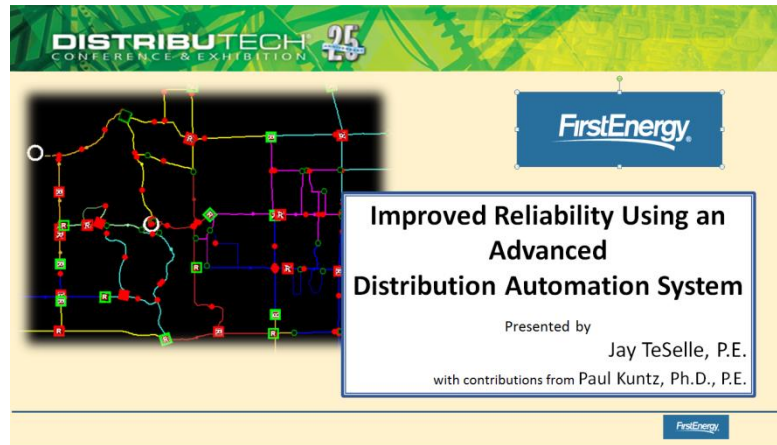 DISTRIBUTECH
CONFERENCE & EXHIBITION
25
FirstEnergy
Improved Reliability Using an
Advanced
Distribution Automation System
Presented by
Jay TeSelle, P.E.
with contributions from Paul Kuntz, Ph.D., P.E.
FirstEnergy